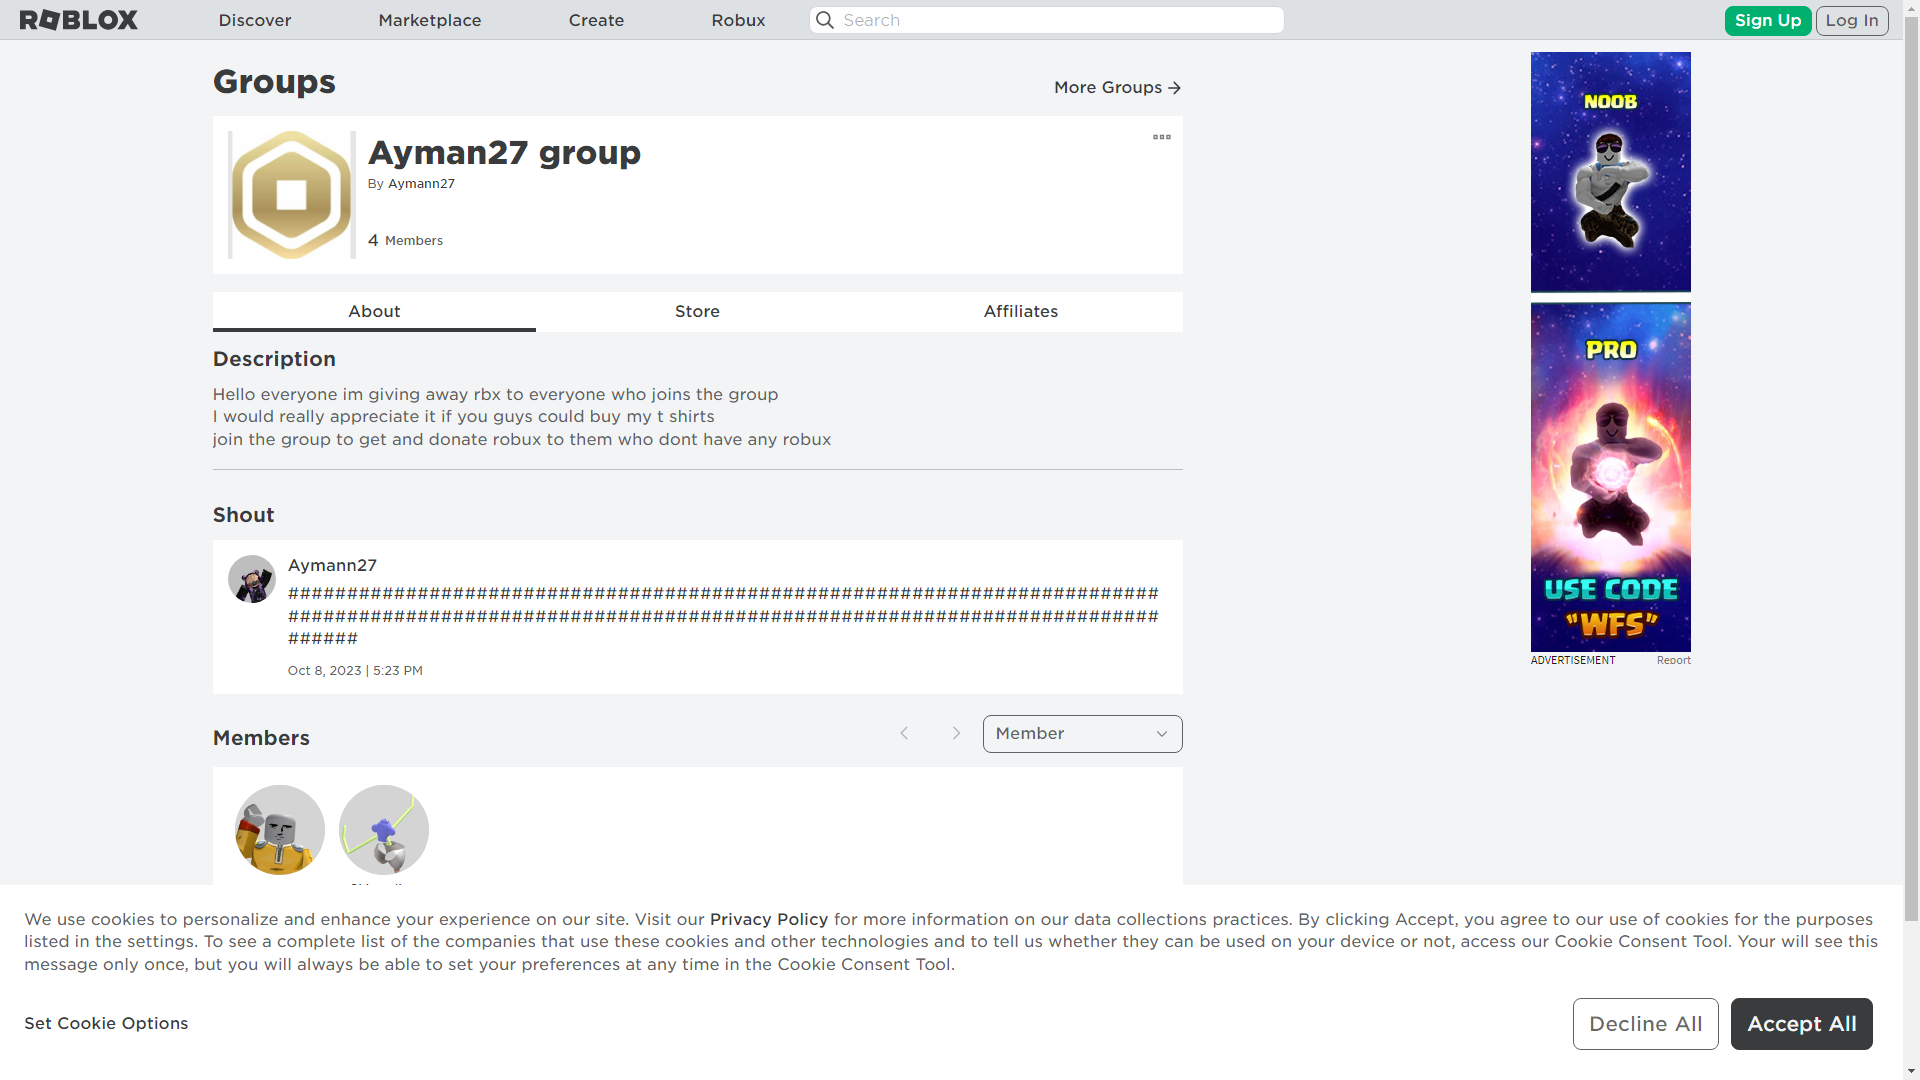 ROBLOX
Discover
Marketplace
Create
Robux
Search
Sign Up
Log In
Groups
More Groups
Ayman27 group
By Aymann27
4 Members
About
Store
Affiliates
Description
Hello everyone im giving away rbx to everyone who joins the group
I would really appreciate it if you guys could buy my t shirts
join the group to get and donate robux to them who dont have any robux
Shout
Aymann27
##########################################################################
##########################################################################
######
Oct 8, 2023 | 5:23 PM
Members
Member
NOOB
PRO
USE CODE
"WFS"
ADVERTISEMENT
Report
We use cookies to personalize and enhance your experience on our site. Visit our Privacy Policy for more information on our data collections practices. By clicking Accept, you agree to our use of cookies for the purposes
listed in the settings. To see a complete list of the companies that use these cookies and other technologies and to tell us whether they can be used on your device or not, access our Cookie Consent Tool. Your will see this
message only once, but you will always be able to set your preferences at any time in the Cookie Consent Tool.
Set Cookie Options
Decline All
Accept All